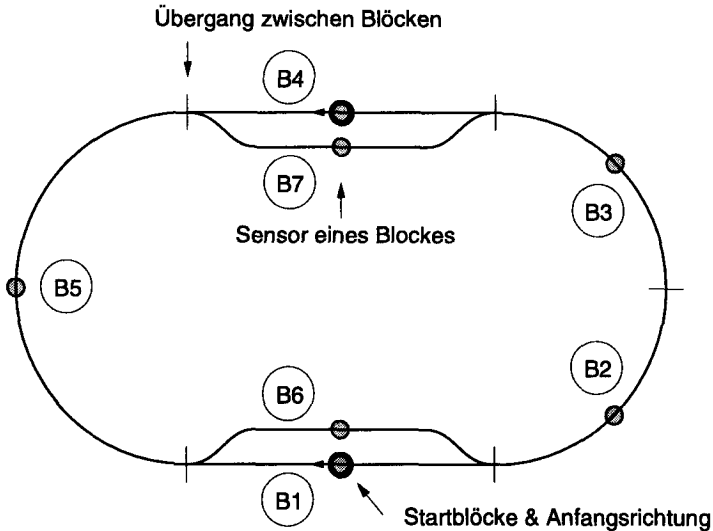 Übergang zwischen Blöcken
B4
B7
B3
Sensor eines Blockes
B5
B2
B6
B1
Startblöcke & Anfangsrichtung